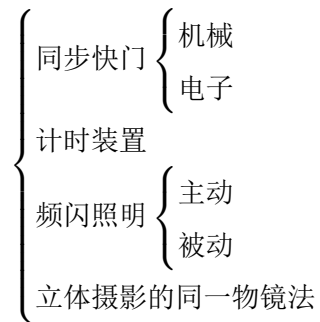 同步快门
机械
电子
计时装置
频闪照明
主动
被动
立体摄影的同一物镜法